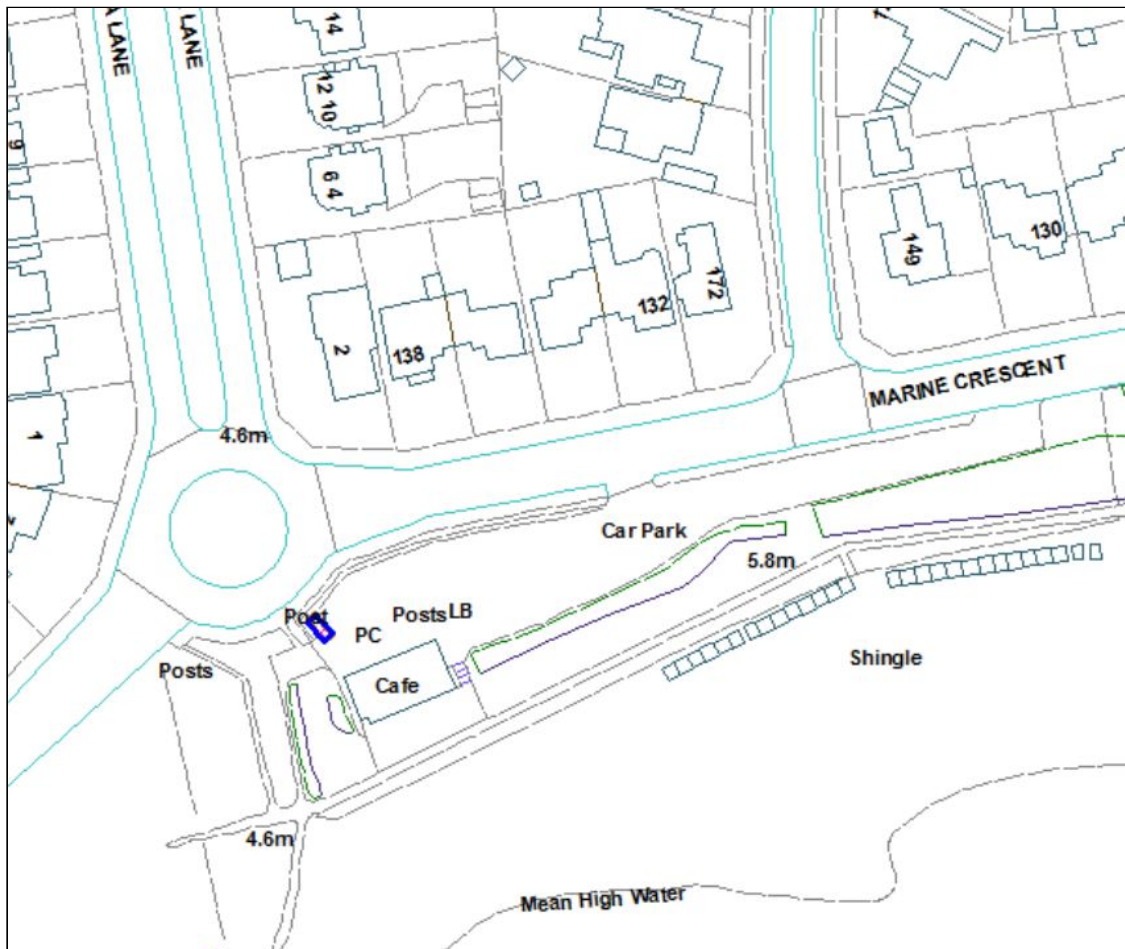 A LANE
LANE
14
12 10
9
6 4
149
130
172
132
2
138
MARINE CRESCENT
1
4.6m
Car Park
5.8m
Post
Posts LB
PC
Posts
Cafe
Shingle
4.6m
Mean High Water